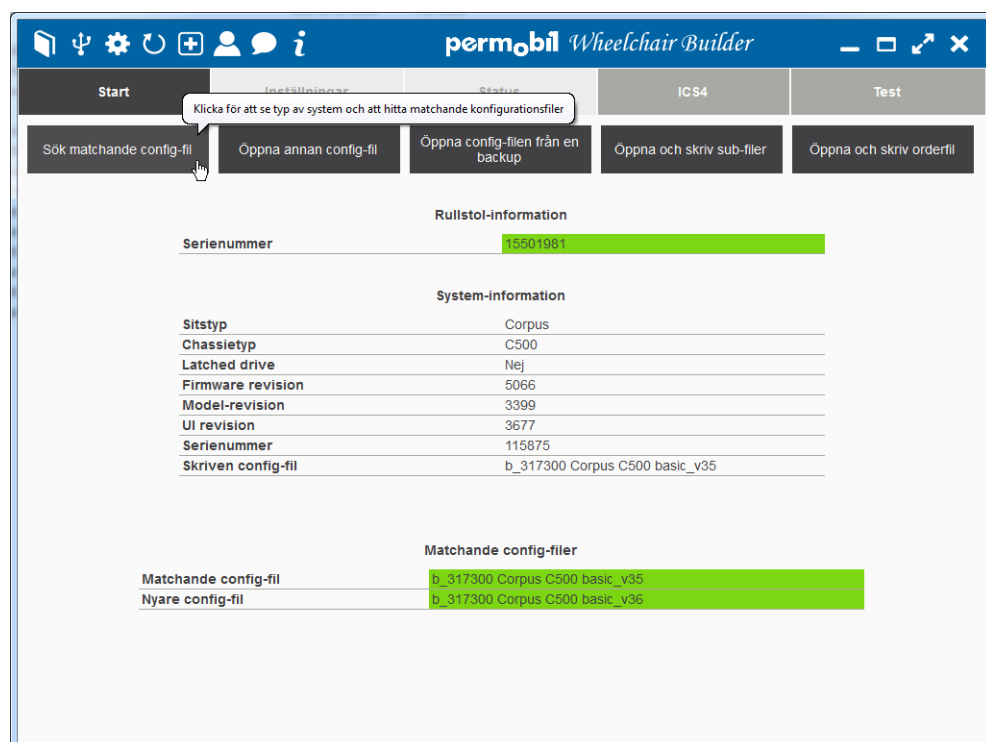 permobil Wheelchair Builder
Start
Inställningar
Status
ICS4
Test
Klicka för att se typ av system och att hitta matchande konfigurationsfiler
Sök matchande config-fil
Öppna annan config-fil
Öppna config-filen från en
backup
Öppna och skriv sub-filer
Öppna och skriv orderfil
Rullstol-information
Serienummer 15501981
System-information
Sitstyp Corpus
Chassietyp C500
Latched drive Nej
Firmware revision 5066
Model-revision 3399
UI revision 3677
Serienummer 115875
Skriven config-fil b_317300 Corpus C500 basic_v35
Matchande config-filer
Matchande config-fil b_317300 Corpus C500 basic_v35
Nyare config-fil b_317300 Corpus C500 basic_v36